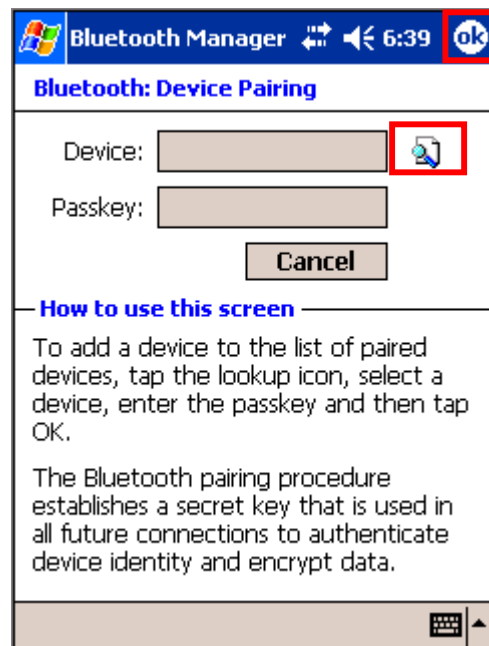 Bluetooth Manager 6:39 ok
Bluetooth: Device Pairing
Device:
Passkey:
Cancel
How to use this screen
To add a device to the list of paired
devices, tap the lookup icon, select a
device, enter the passkey and then tap
OK.
The Bluetooth pairing procedure
establishes a secret key that is used in
all future connections to authenticate
device identity and encrypt data.